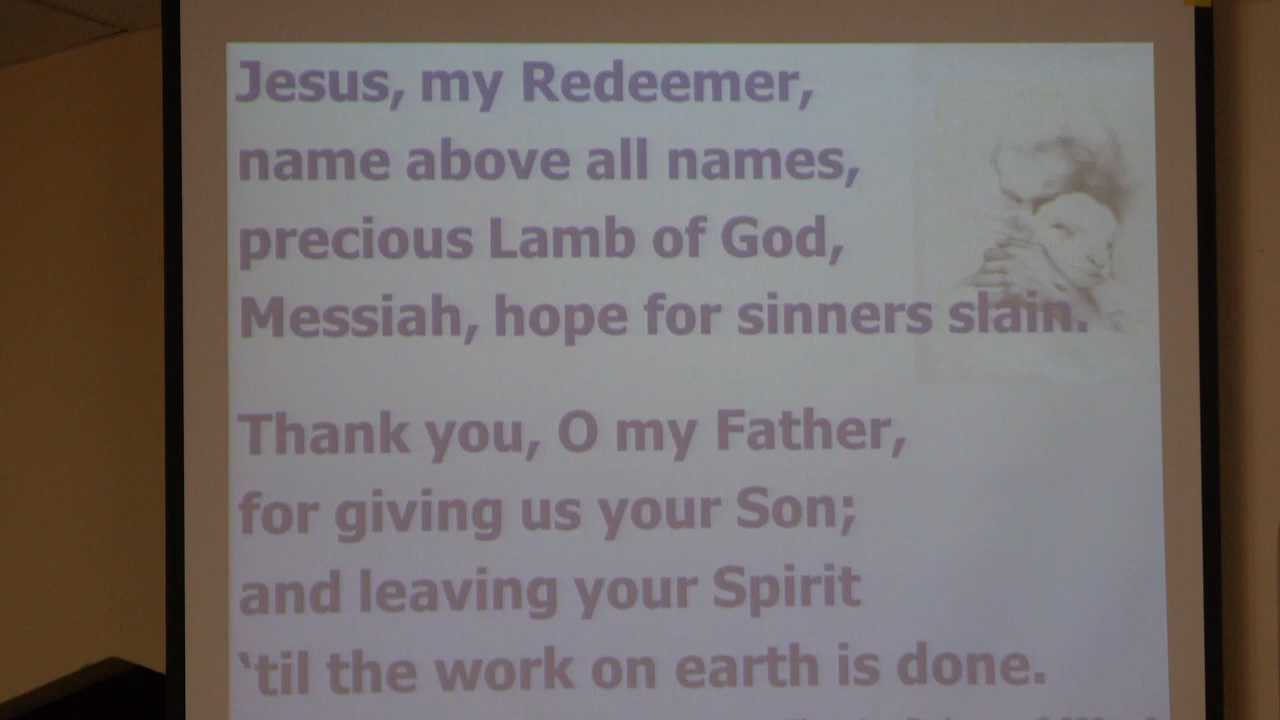 Jesus, my Redeemer,
name above all names,
precious Lamb of God,
Messiah, hope for sinners slain.
Thank you, O my Father,
for giving us your Son;
and leaving your Spirit
‘til the work on earth is done.